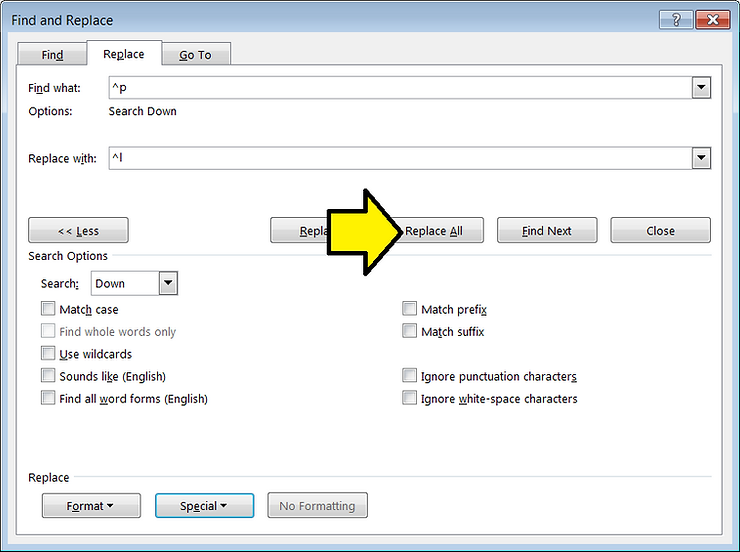 Find and Replace
Find Replace Go To
Find what: ^p
Options: Search Down
Replace with: ^l
<< Less Repla Replace All Find Next Close
Search Options
Search: Down
Match case Match prefix
Find whole words only Match suffix
Use wildcards
Sounds like (English) Ignore punctuation characters
Find all word forms (English) Ignore white-space characters
Replace
Format Special No Formatting